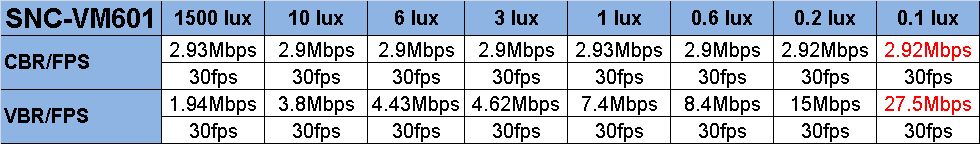 SNC-VM601 1500 lux 10 lux 6 lux 3 lux 1 lux 0.6 lux 0.2 lux 0.1 lux
CBR/FPS 2.93Mbps 2.9Mbps 2.9Mbps 2.9Mbps 2.93Mbps 2.9Mbps 2.92Mbps 2.92Mbps
30fps 30fps 30fps 30fps 30fps 30fps 30fps 30fps
VBR/FPS 1.94Mbps 3.8Mbps 4.43Mbps 4.62Mbps 7.4Mbps 8.4Mbps 15Mbps 27.5Mbps
30fps 30fps 30fps 30fps 30fps 30fps 30fps 30fps